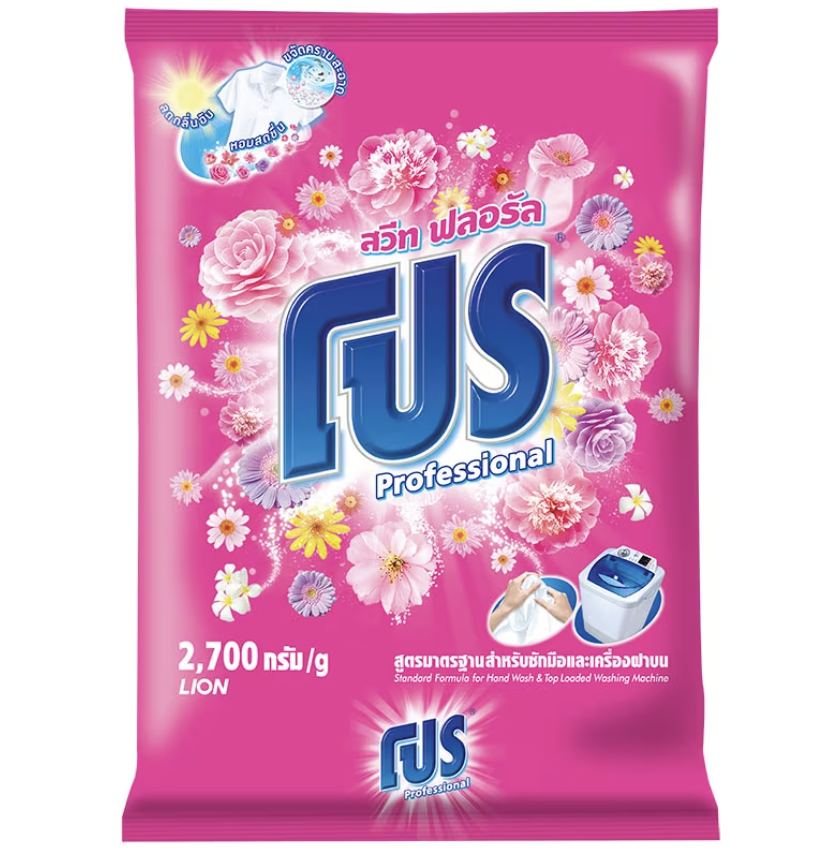 ขจัดคราบสะอาด
ลดกลิ่นอับ
หอมสดชื่น
สวีท ฟลอรัล
โปร
®
Professional
2,700 กรัม/g
LION
สูตรมาตรฐานสำหรับซักมือและเครื่องฝาบน
Standard Formula for Hand Wash & Top Loaded Washing Machine
โปร
®
Professional